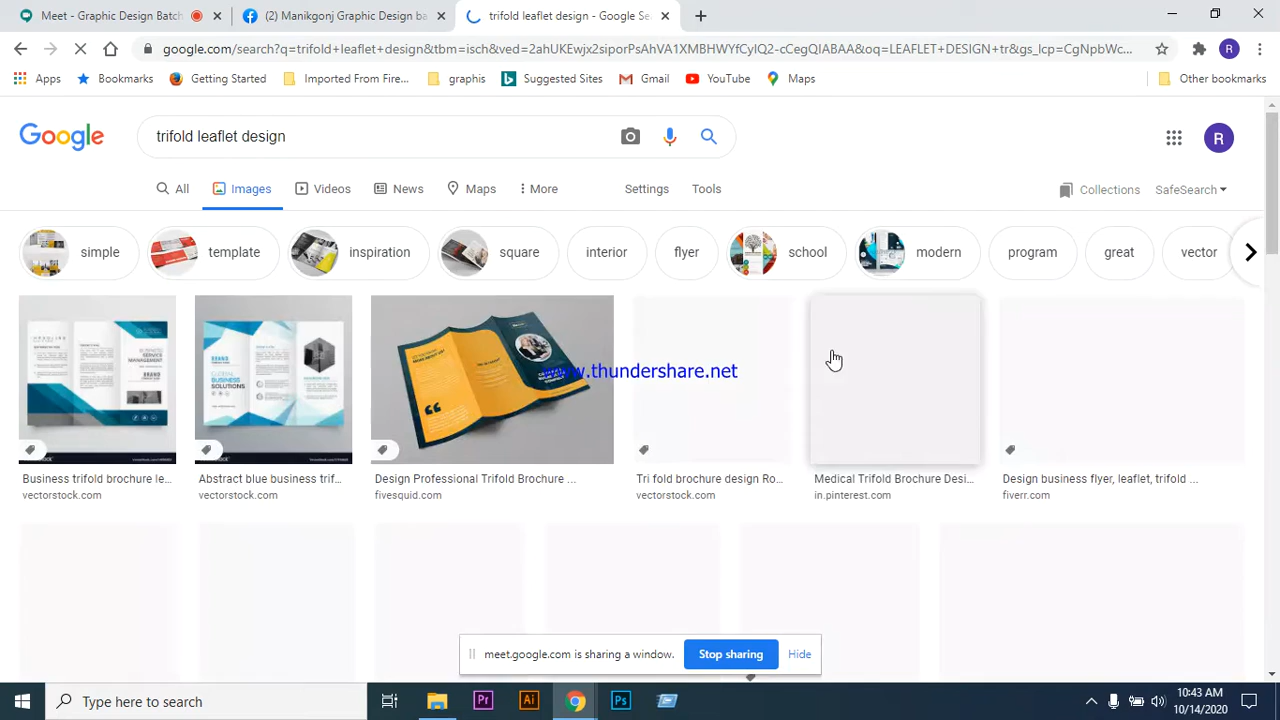 Meet - Graphic Design Batch
(2) Manikgonj Graphic Design ba
trifold leaflet design - Google Se
google.com/search?q=trifold+leaflet+design&tbm=isch&ved=2ahUKEwjx2siporPsAhVA1XMBHWYfCyIQ2-cCegQIABAA&oq=LEAFLET+DESIGN+tr&gs_lcp=CgNpbWc...
R
Apps
Bookmarks
Getting Started
Imported From Fire...
graphis
Suggested Sites
Gmail
YouTube
Maps
Other bookmarks
Google
trifold leaflet design
R
All
Images
Videos
News
Maps
More
Settings
Tools
Collections
SafeSearch
simple
template
inspiration
square
interior
flyer
school
modern
program
great
vector
www.thundershare.net
Business trifold brochure le...
vectorstock.com
Abstract blue business trif...
vectorstock.com
Design Professional Trifold Brochure ...
fivesquid.com
Tri fold brochure design Ro...
vectorstock.com
Medical Trifold Brochure Desi...
in.pinterest.com
Design business flyer, leaflet, trifold ...
fiverr.com
meet.google.com is sharing a window.
Stop sharing
Hide
Type here to search
Pr
Ai
Ps
10:43 AM
10/14/2020